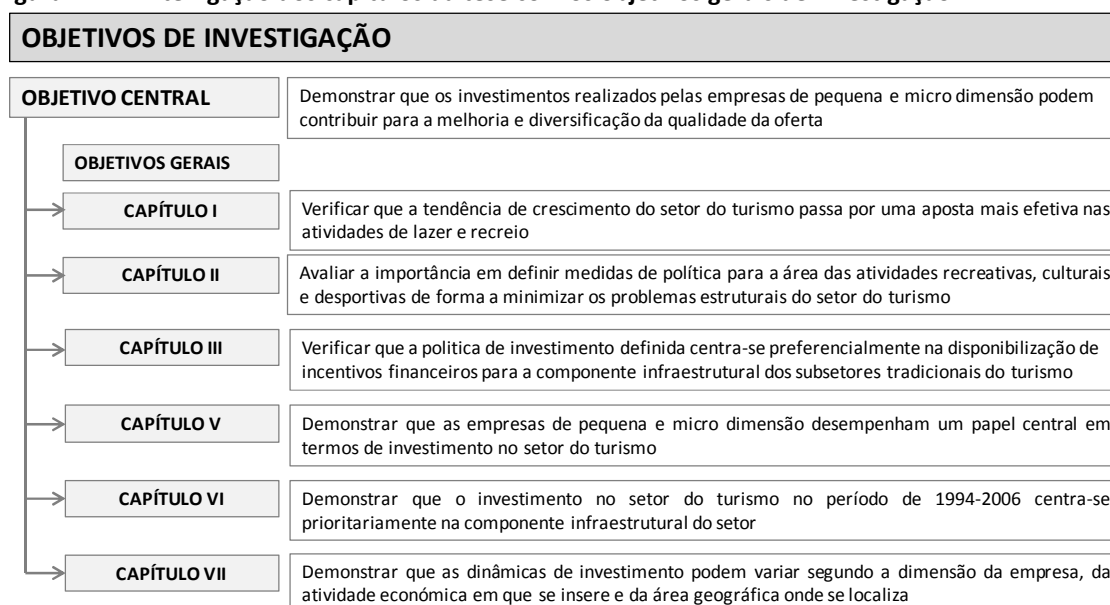 OBJETIVOS DE INVESTIGAÇÃO
OBJETIVO CENTRAL
Demonstrar que os investimentos realizados pelas empresas de pequena e micro dimensão podem
contribuir para a melhoria e diversificação da qualidade da oferta
OBJETIVOS GERAIS
CAPÍTULO I
Verificar que a tendência de crescimento do setor do turismo passa por uma aposta mais efetiva nas
atividades de lazer e recreio
CAPÍTULO II
Avaliar a importância em definir medidas de política para a área das atividades recreativas, culturais
e desportivas de forma a minimizar os problemas estruturais do setor do turismo
CAPÍTULO III
Verificar que a politica de investimento definida centra-se preferencialmente na disponibilização de
incentivos financeiros para a componente infraestrutural dos subsetores tradicionais do turismo
CAPÍTULO V
Demonstrar que as empresas de pequena e micro dimensão desempenham um papel central em
termos de investimento no setor do turismo
CAPÍTULO VI
Demonstrar que o investimento no setor do turismo no período de 1994-2006 centra-se
prioritariamente na componente infraestrutural do setor
CAPÍTULO VII
Demonstrar que as dinâmicas de investimento podem variar segundo a dimensão da empresa, da
atividade económica em que se insere e da área geográfica onde se localiza